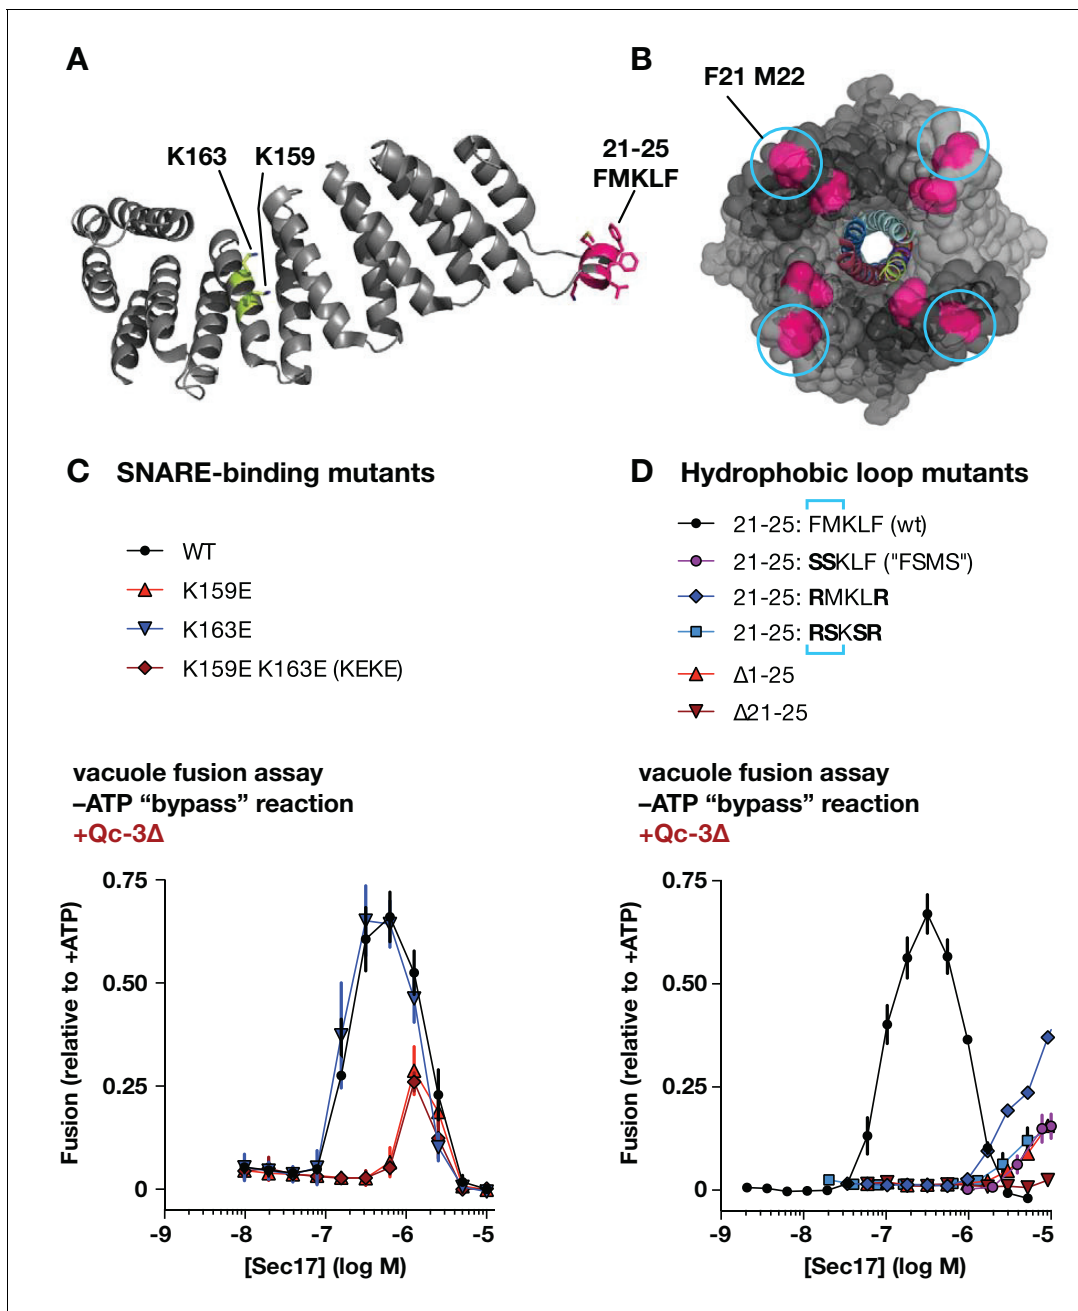 A
B
F21 M22
K163
K159
21-25
FMKLF
C SNARE-binding mutants
WT
K159E
K163E
K159E K163E (KEKE)
D Hydrophobic loop mutants
21-25: FMKLF (wt)
21-25: SSKLF ("FSMS")
21-25: RMKLR
21-25: RSKSR
Δ1-25
Δ21-25
vacuole fusion assay
–ATP “bypass” reaction
+Qc-3Δ
Fusion (relative to +ATP)
0.75
0.50
0.25
0
-9
-8
-7
-6
-5
[Sec17] (log M)
vacuole fusion assay
–ATP “bypass” reaction
+Qc-3Δ
Fusion (relative to +ATP)
0.75
0.50
0.25
0
-9
-8
-7
-6
-5
[Sec17] (log M)